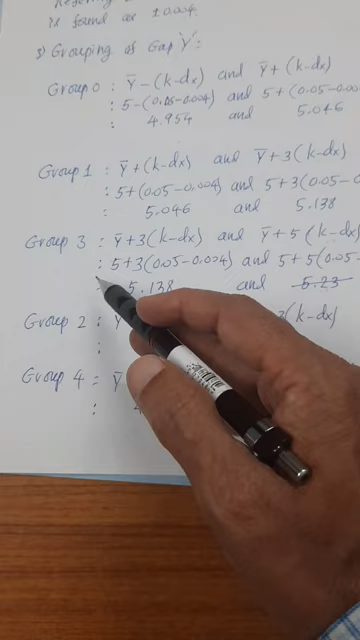 is found as 10.004.
3) Grouping of Gap 'Y':
Group 0 : Ȳ-(k-dx) and Ȳ+(k-dx)
: 5-(0.05-0.004) and 5+(0.05-0.00
: 4.954 and 5.046
Group 1 : Ȳ+(k-dx) and Ȳ+3(k-dx)
: 5+(0.05-0.004) and 5+3(0.05-0
: 5.046 and 5.138
Group 3 : Ȳ+3(k-dx) and Ȳ+5(k-dx
: 5+3(0.05-0.004) and 5+5(0.05
5.138 and 5.23
Group 2 : Ȳ 3(k-dx)
:
Group 4 = Ȳ
: 4